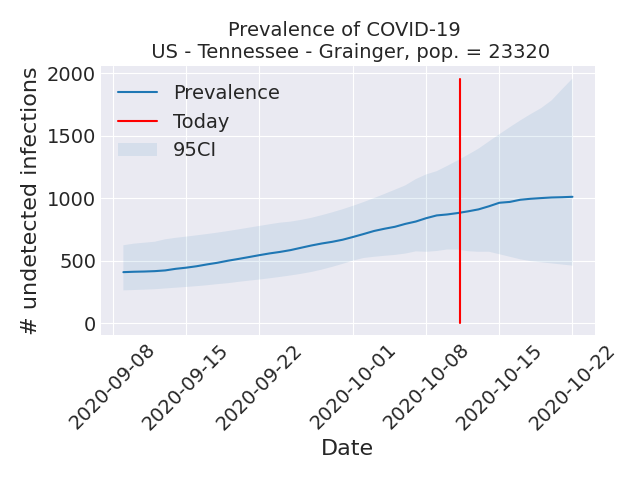 Prevalence of COVID-19
US - Tennessee - Grainger, pop. = 23320
# undetected infections
2000
1500
1000
500
0
Prevalence
Today
95CI
2020-09-08
2020-09-15
2020-09-22
2020-10-01
2020-10-08
2020-10-15
2020-10-22
Date